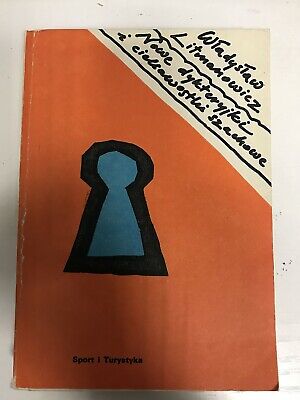 Władysław
Litmanowicz
Nowe dykteryjki
i ciekawostki szachowe
Sport i Turystyka